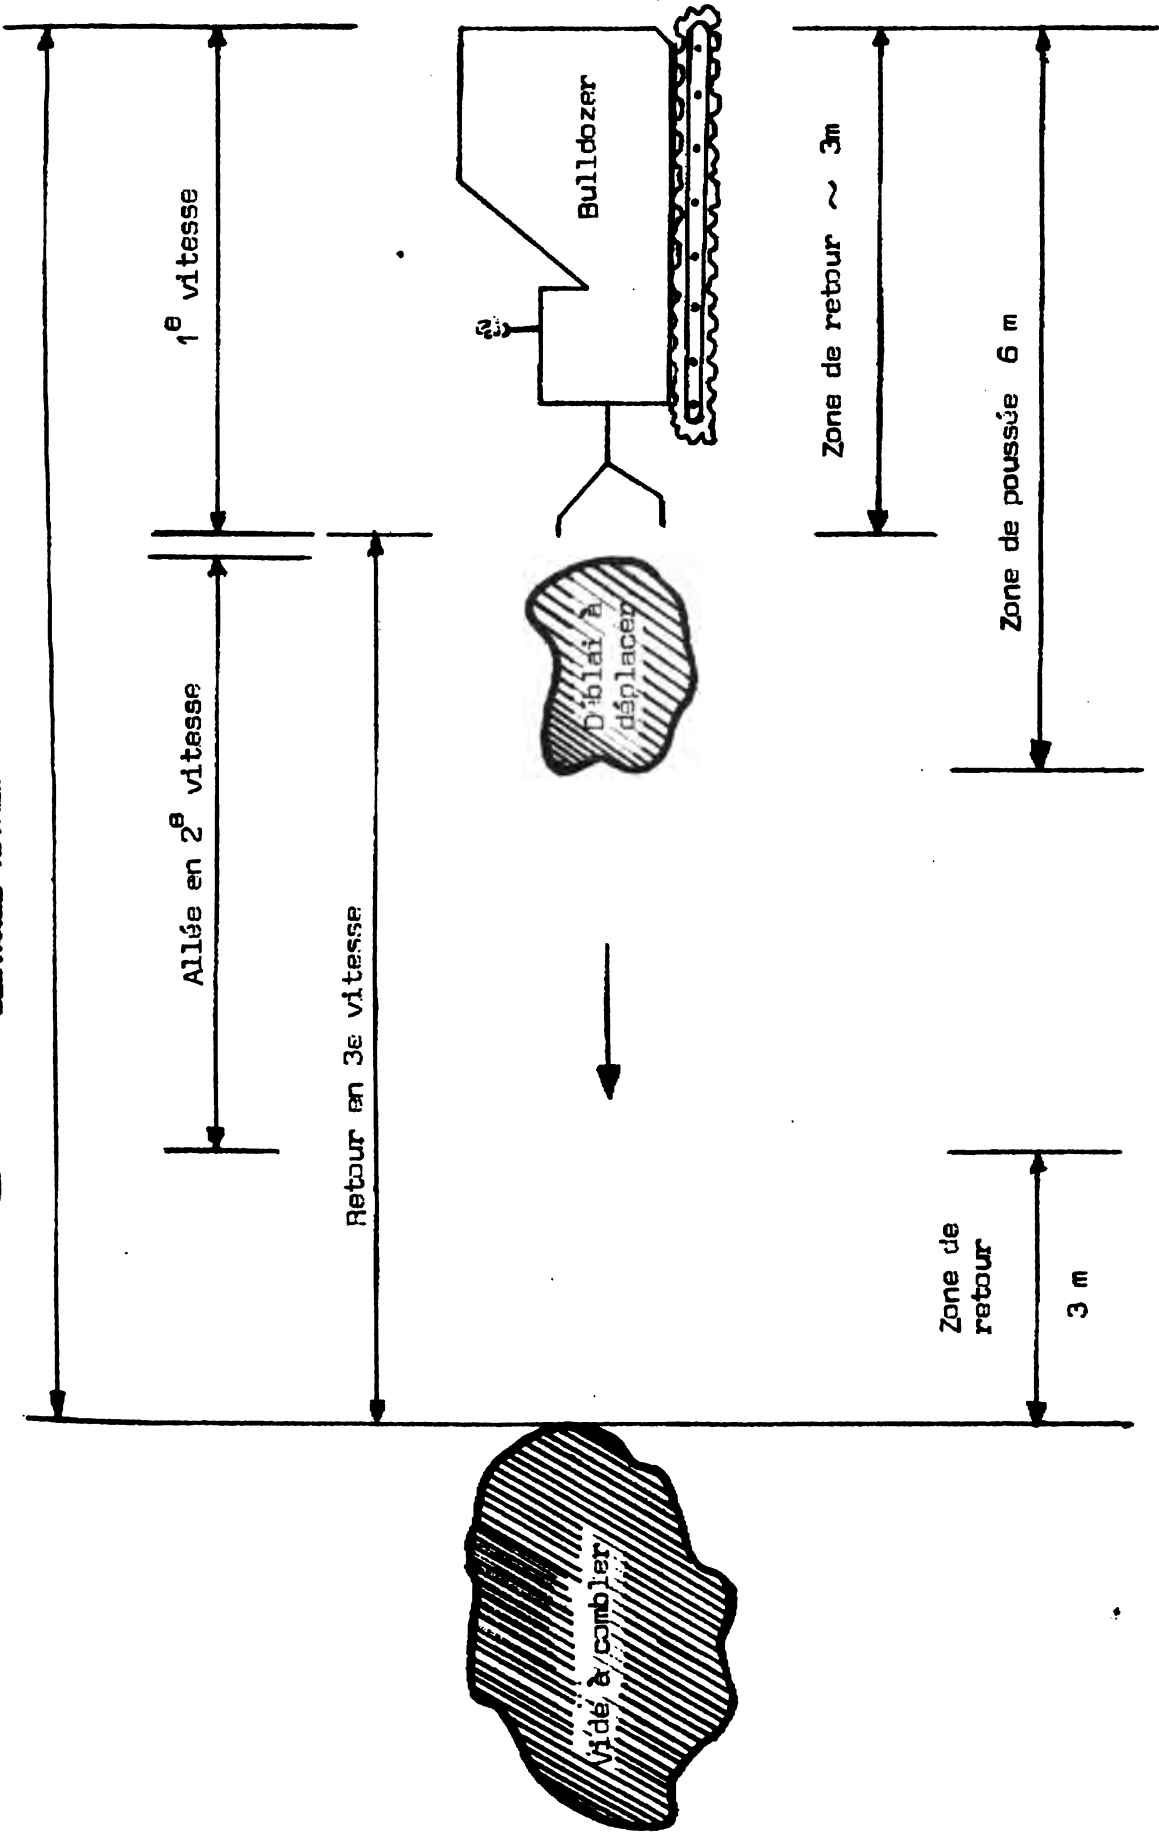 1e vitesse
Allée en 2e vitesse
Retour en 3e vitesse
Bulldozer
Déblai à
déplacer
Vide à combler
Zone de retour ~ 3m
Zone de poussée 6 m
Zone de
retour
3 m